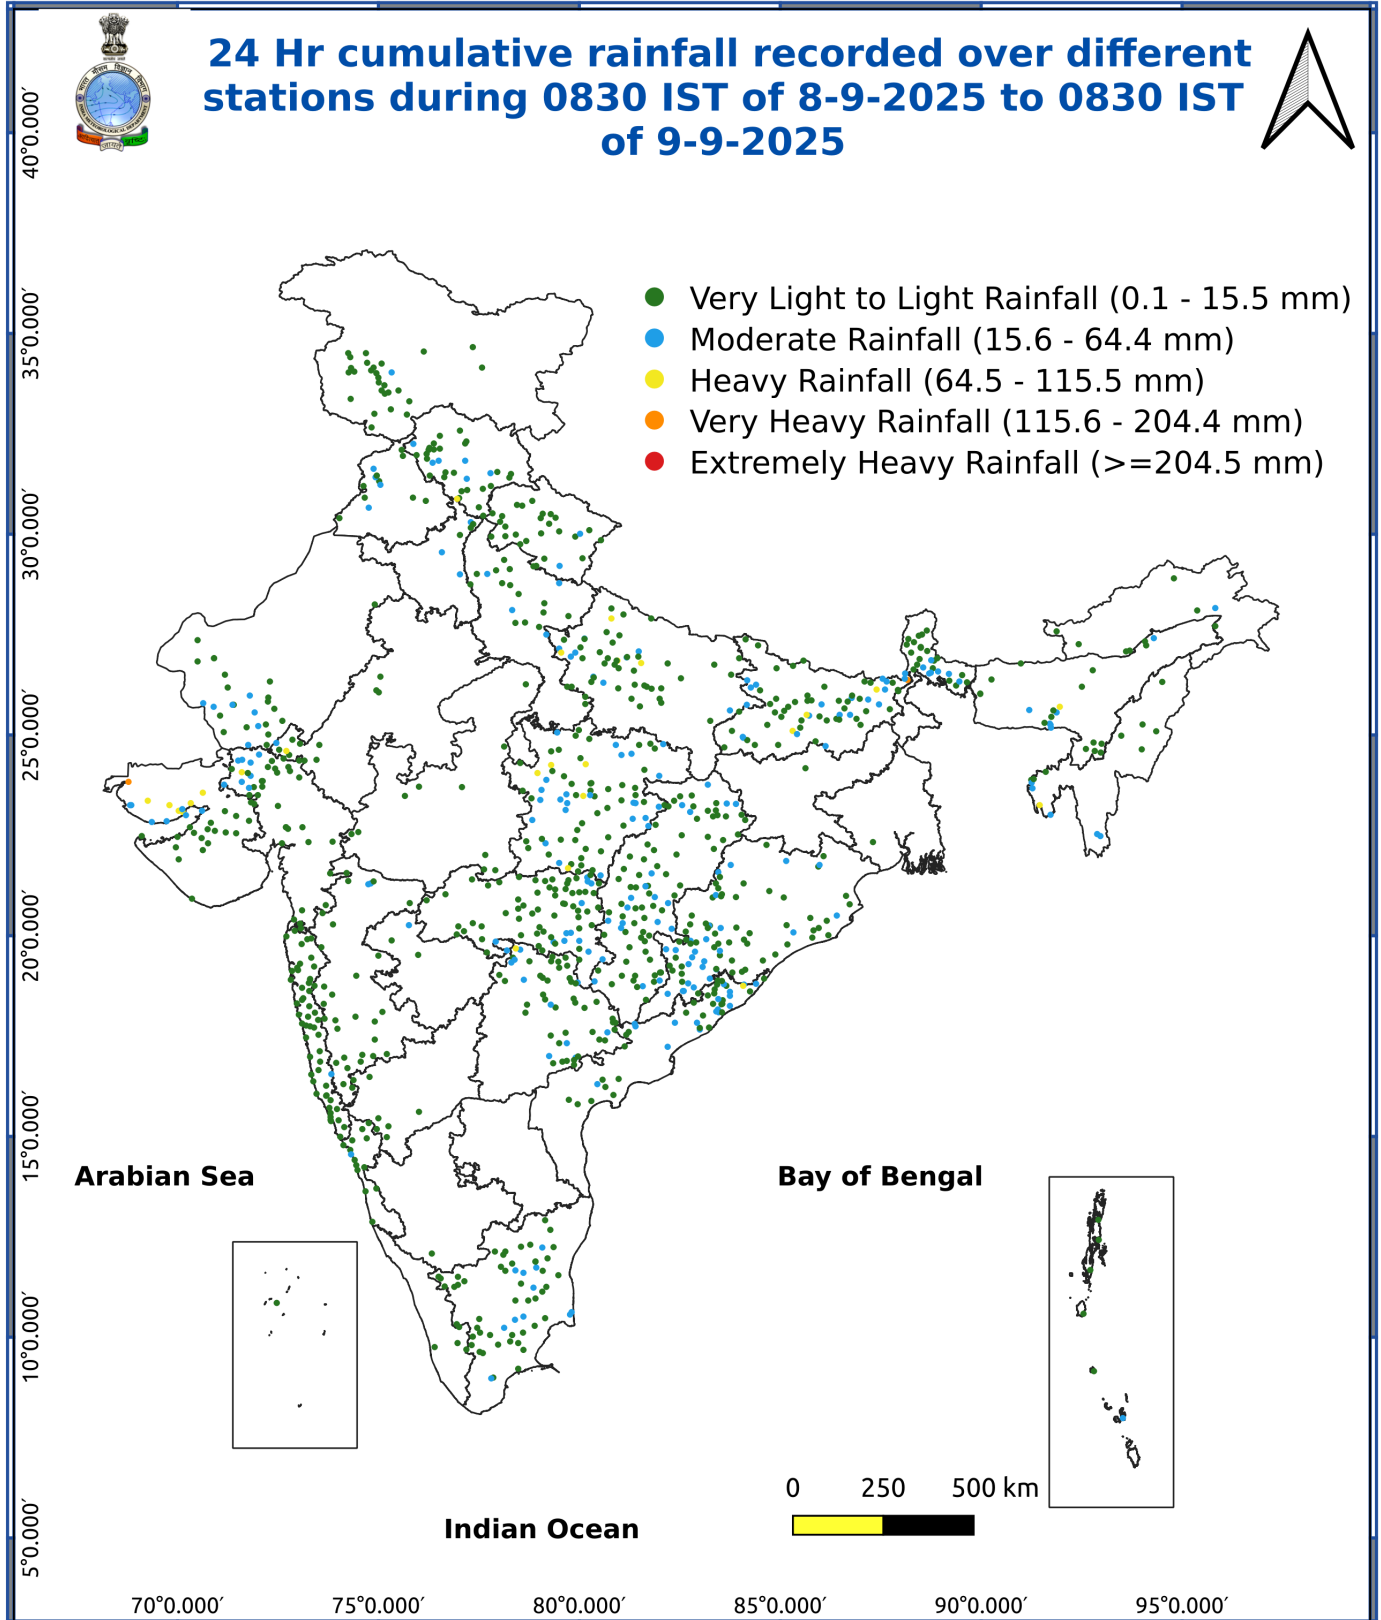 24 Hr cumulative rainfall recorded over different
stations during 0830 IST of 8-9-2025 to 0830 IST
of 9-9-2025
Very Light to Light Rainfall (0.1 - 15.5 mm)
Moderate Rainfall (15.6 - 64.4 mm)
Heavy Rainfall (64.5 - 115.5 mm)
Very Heavy Rainfall (115.6 - 204.4 mm)
Extremely Heavy Rainfall (>=204.5 mm)
40°0.000′
35°0.000′
30°0.000′
25°0.000′
20°0.000′
15°0.000′
10°0.000′
5°0.000′
Arabian Sea
Bay of Bengal
Indian Ocean
0 250 500 km
70°0.000′ 75°0.000′ 80°0.000′ 85°0.000′ 90°0.000′ 95°0.000′